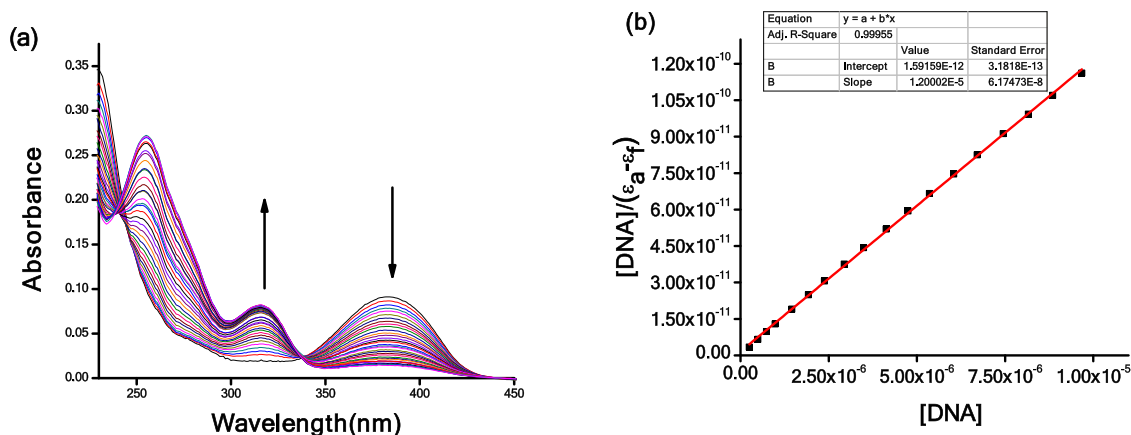 (a)
0.35
0.30
0.25
0.20
0.15
0.10
0.05
0.00
Absorbance
250 300 350 400 450
Wavelength(nm)
(b)
Equation y = a + b*x
Adj. R-Square 0.99955
Value Standard Error
B Intercept 1.59159E-12 3.1818E-13
B Slope 1.20002E-5 6.17473E-8
1.20x10⁻¹⁰
1.05x10⁻¹⁰
9.00x10⁻¹¹
7.50x10⁻¹¹
6.00x10⁻¹¹
4.50x10⁻¹¹
3.00x10⁻¹¹
1.50x10⁻¹¹
0.00
[DNA]/(εa-εf)
0.00 2.50x10⁻⁶ 5.00x10⁻⁶ 7.50x10⁻⁶ 1.00x10⁻⁵
[DNA]